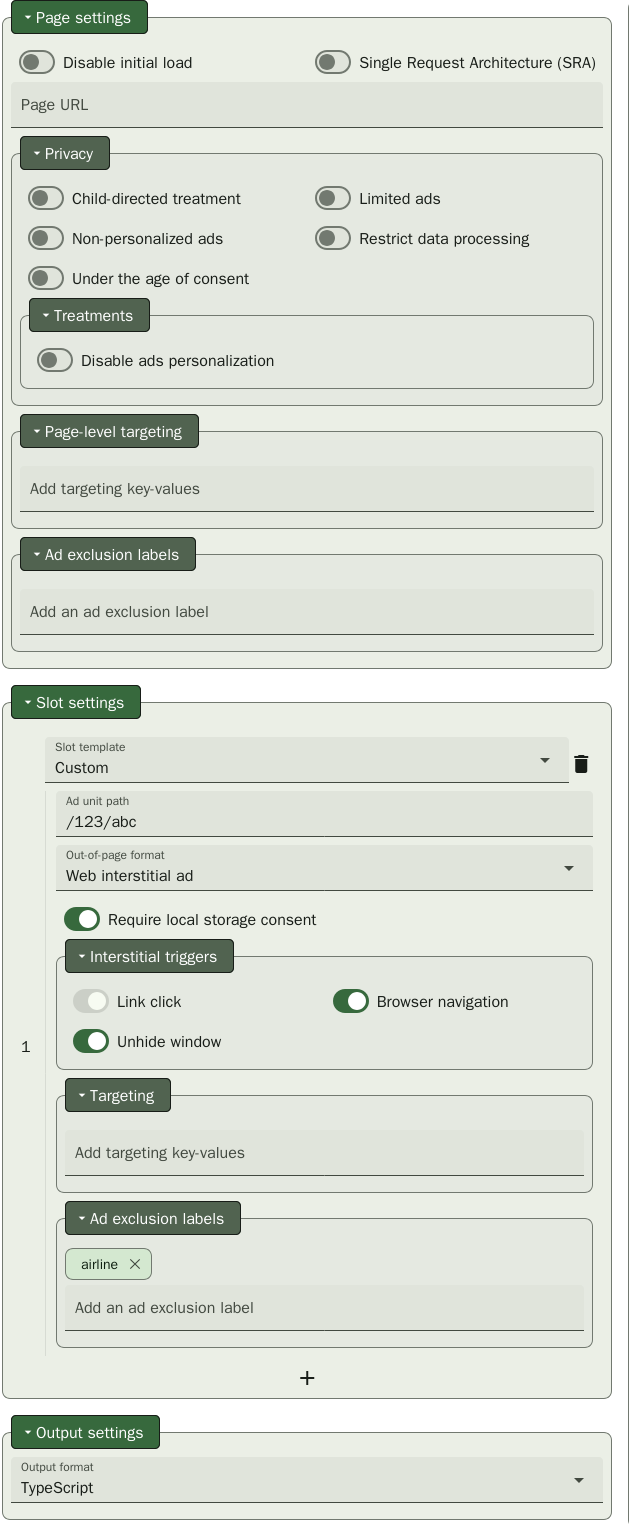 Page settings
Disable initial load
Single Request Architecture (SRA)
Page URL
Privacy
Child-directed treatment
Limited ads
Non-personalized ads
Restrict data processing
Under the age of consent
Treatments
Disable ads personalization
Page-level targeting
Add targeting key-values
Ad exclusion labels
Add an ad exclusion label
Slot settings
Slot template
Custom
Ad unit path
/123/abc
Out-of-page format
Web interstitial ad
Require local storage consent
Interstitial triggers
Link click
Browser navigation
Unhide window
1
Targeting
Add targeting key-values
Ad exclusion labels
airline
Add an ad exclusion label
+
Output settings
Output format
TypeScript